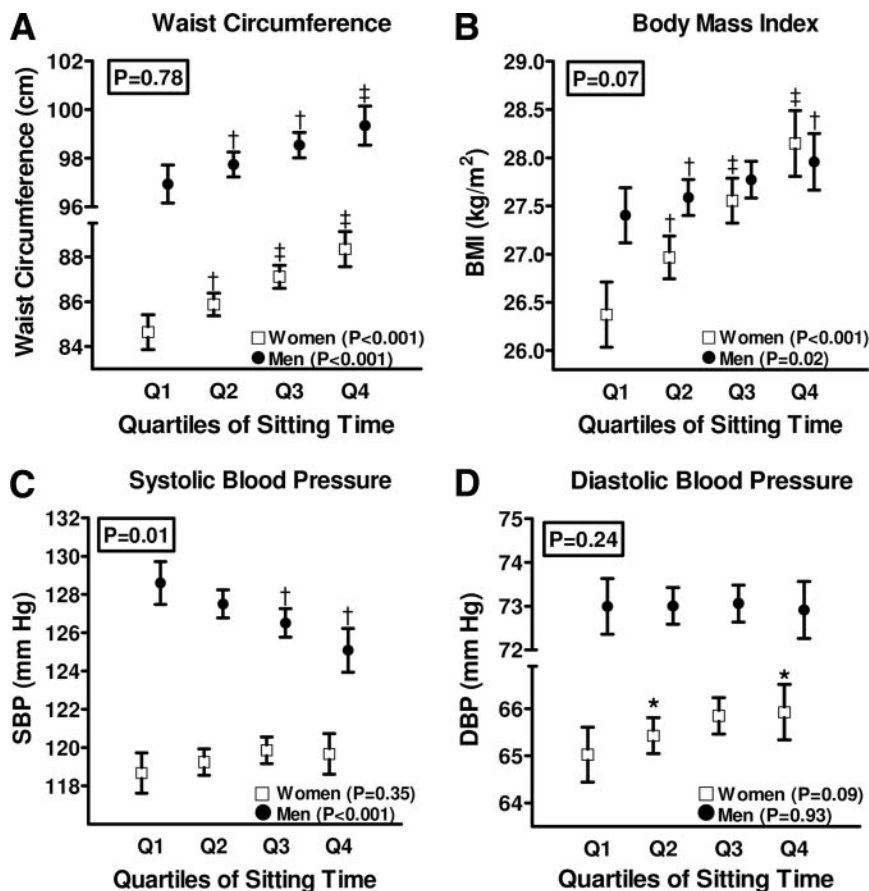 A Waist Circumference
Waist Circumference (cm)
102
100
98
96
88
86
84
P=0.78
†
†
‡
†
‡
‡
Women (P<0.001)
Men (P<0.001)
Q1 Q2 Q3 Q4
Quartiles of Sitting Time
B Body Mass Index
BMI (kg/m²)
29.0
28.5
28.0
27.5
27.0
26.5
26.0
P=0.07
‡
†
†
‡
†
Women (P<0.001)
Men (P=0.02)
Q1 Q2 Q3 Q4
Quartiles of Sitting Time
C Systolic Blood Pressure
SBP (mm Hg)
132
130
128
126
124
122
120
118
P=0.01
†
†
Women (P=0.35)
Men (P<0.001)
Q1 Q2 Q3 Q4
Quartiles of Sitting Time
D Diastolic Blood Pressure
DBP (mm Hg)
75
74
73
72
66
65
64
P=0.24
*
*
Women (P=0.09)
Men (P=0.93)
Q1 Q2 Q3 Q4
Quartiles of Sitting Time